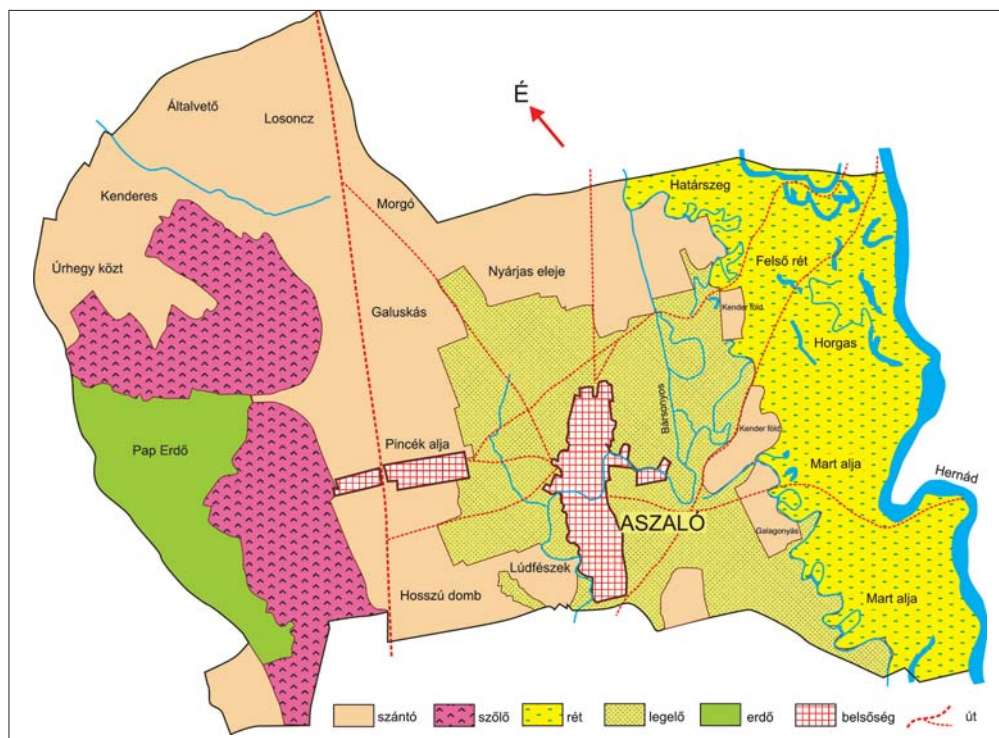 É
Általvető
Losoncz
Kenderes
Morgó
Határszeg
Úrhegy közt
Nyárjas eleje
Felső rét
Galuskás
Kender föld
Horgas
Bársonyos
Pincék alja
Kender föld
Pap Erdő
Mart alja
Hernád
ASZALÓ
Galagonyás
Lúdfészek
Hosszú domb
Mart alja
szántó szőlő rét legelő erdő belsőség út